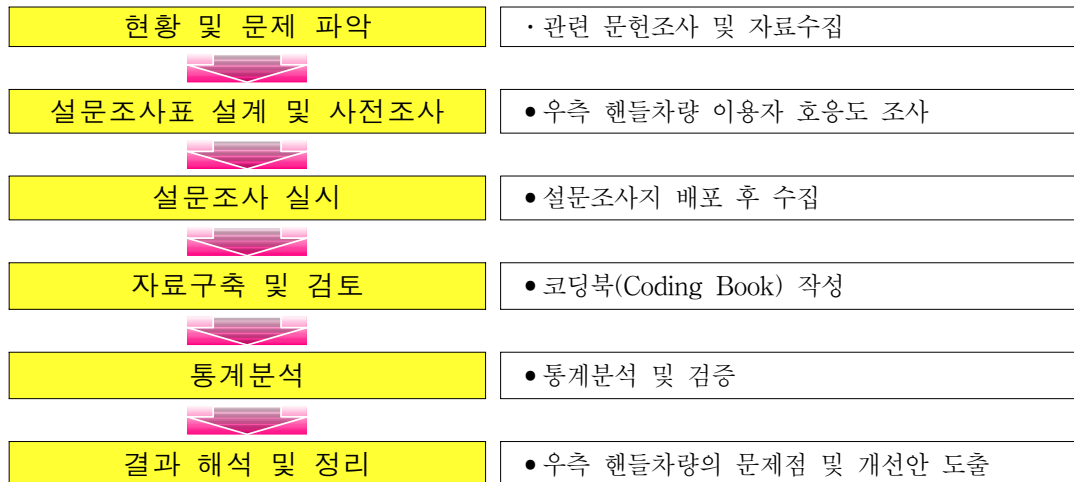 현황 및 문제 파악
· 관련 문헌조사 및 자료수집
설문조사표 설계 및 사전조사
● 우측 핸들차량 이용자 호응도 조사
설문조사 실시
● 설문조사지 배포 후 수집
자료구축 및 검토
● 코딩북(Coding Book) 작성
통계분석
● 통계분석 및 검증
결과 해석 및 정리
● 우측 핸들차량의 문제점 및 개선안 도출